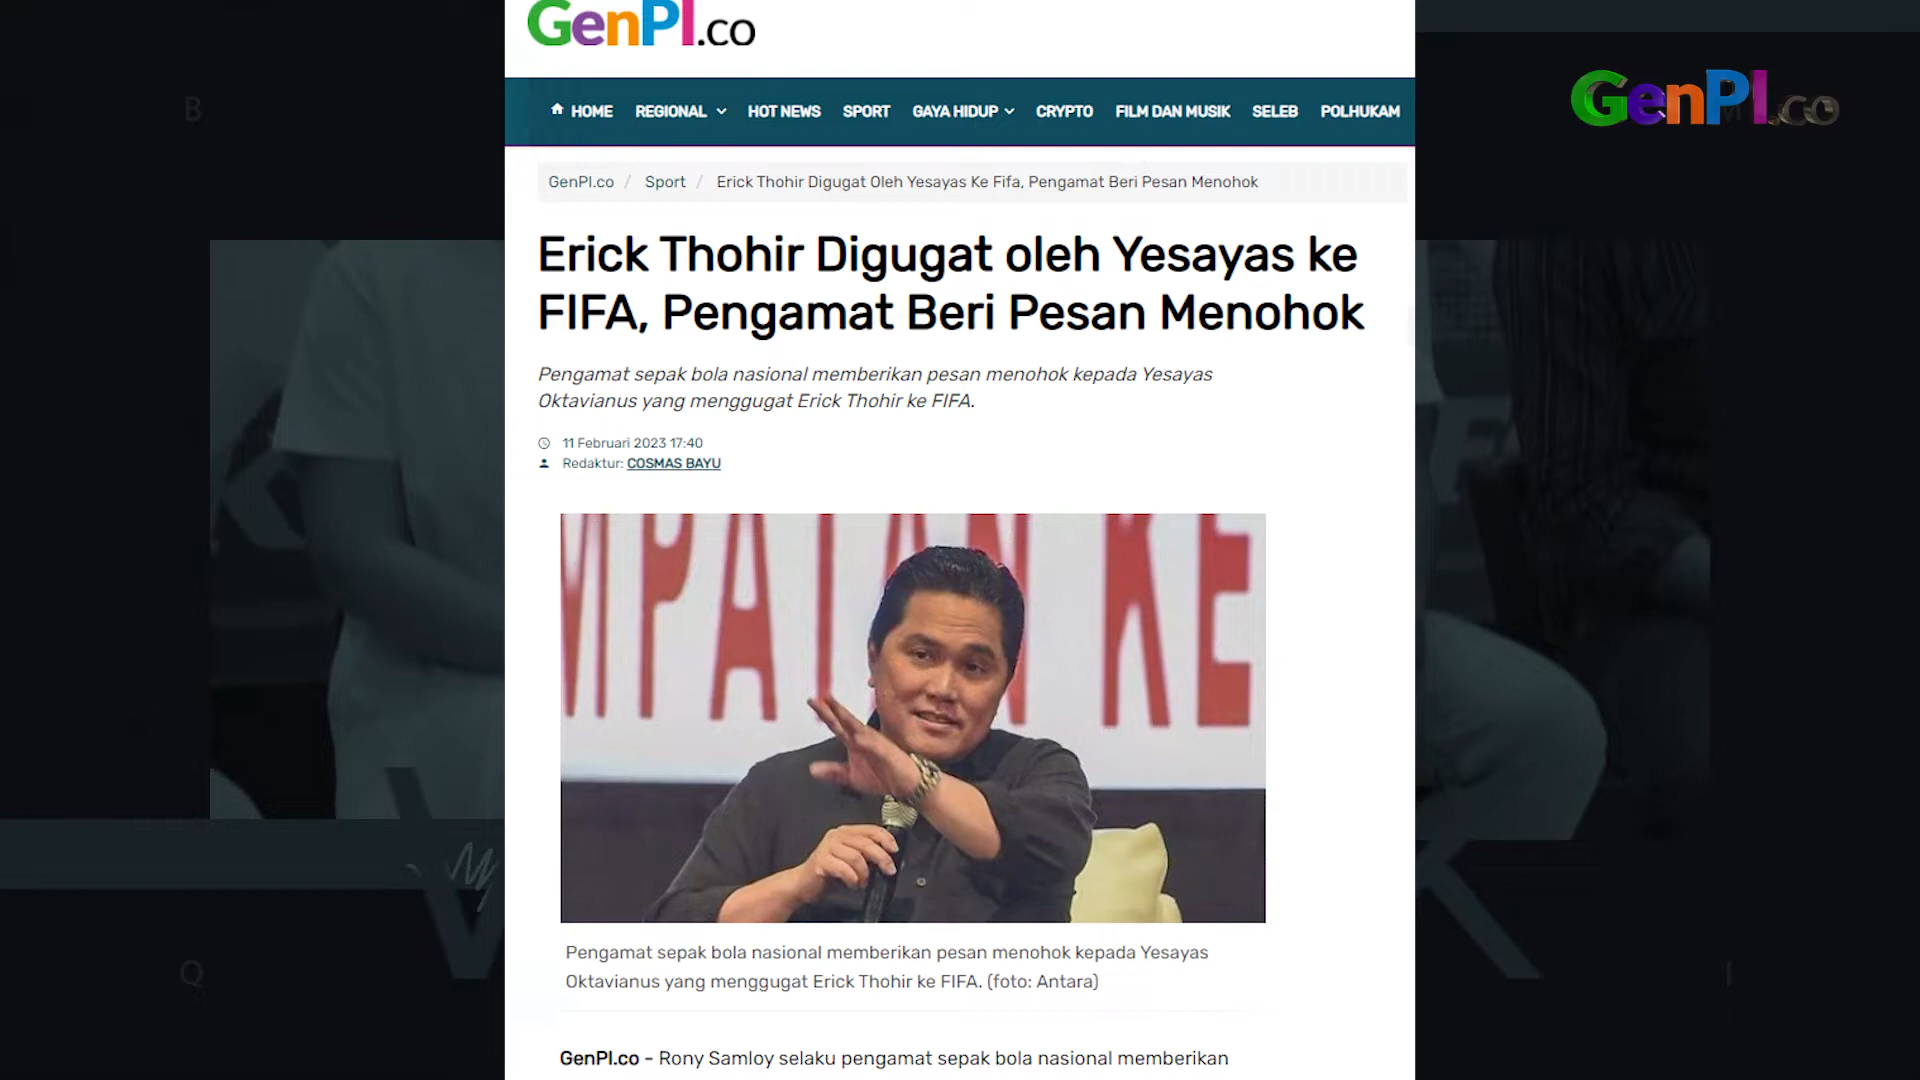 GenPI.co
GenPI.co
HOME REGIONAL HOT NEWS SPORT GAYA HIDUP CRYPTO FILM DAN MUSIK SELEB POLHUKAM
GenPI.co / Sport / Erick Thohir Digugat Oleh Yesayas Ke Fifa, Pengamat Beri Pesan Menohok
Erick Thohir Digugat oleh Yesayas ke
FIFA, Pengamat Beri Pesan Menohok
Pengamat sepak bola nasional memberikan pesan menohok kepada Yesayas
Oktavianus yang menggugat Erick Thohir ke FIFA.
11 Februari 2023 17:40
Redaktur: COSMAS BAYU
MPATAN KE
Pengamat sepak bola nasional memberikan pesan menohok kepada Yesayas
Oktavianus yang menggugat Erick Thohir ke FIFA. (foto: Antara)
GenPI.co - Rony Samloy selaku pengamat sepak bola nasional memberikan
B
Q